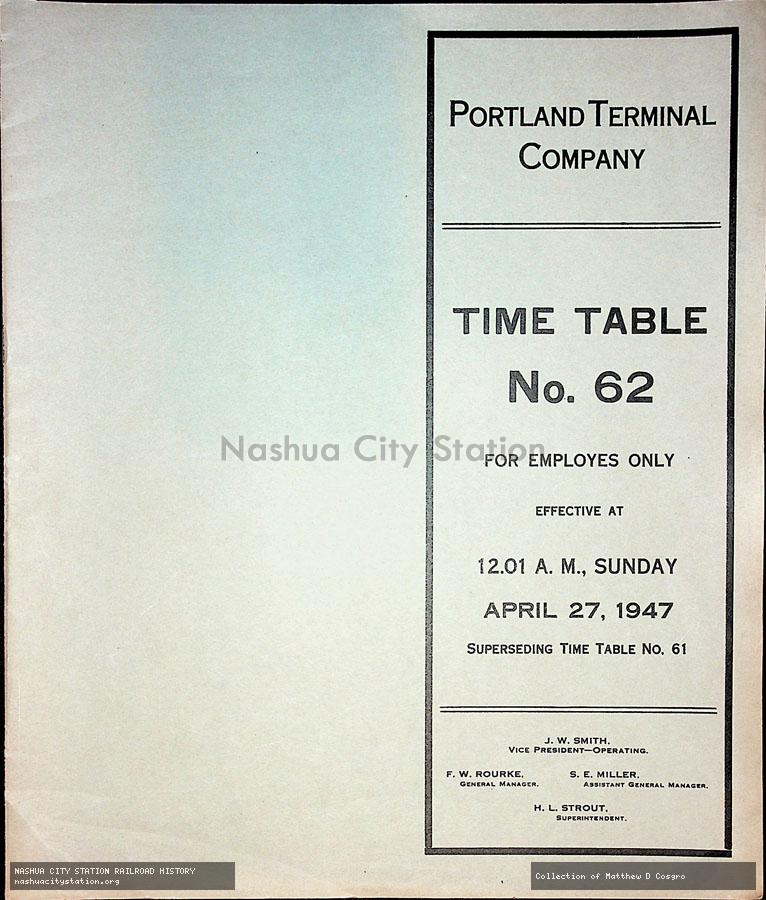 PORTLAND TERMINAL
COMPANY
TIME TABLE
No. 62
Nashua City Station
FOR EMPLOYES ONLY
EFFECTIVE AT
12.01 A. M., SUNDAY
APRIL 27, 1947
SUPERSEDING TIME TABLE NO. 61
J. W. SMITH,
VICE PRESIDENT—OPERATING.
F. W. ROURKE, S. E. MILLER,
GENERAL MANAGER. ASSISTANT GENERAL MANAGER.
H. L. STROUT,
SUPERINTENDENT.
NASHUA CITY STATION RAILROAD HISTORY
nashuacitystation.org
Collection of Matthew D Cosgro